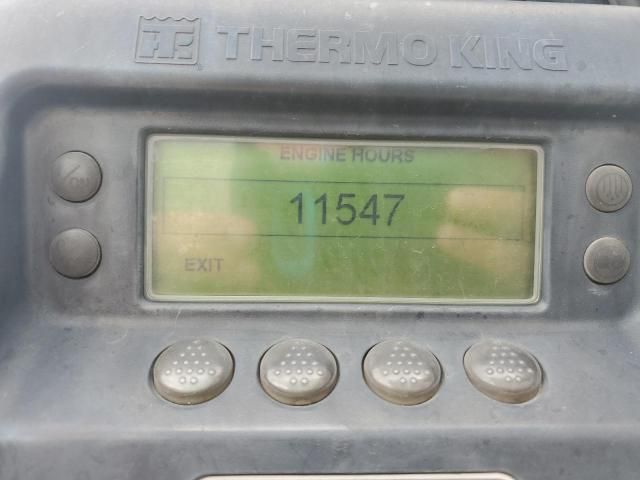 THERMO KING
ENGINE HOURS
11547
EXIT